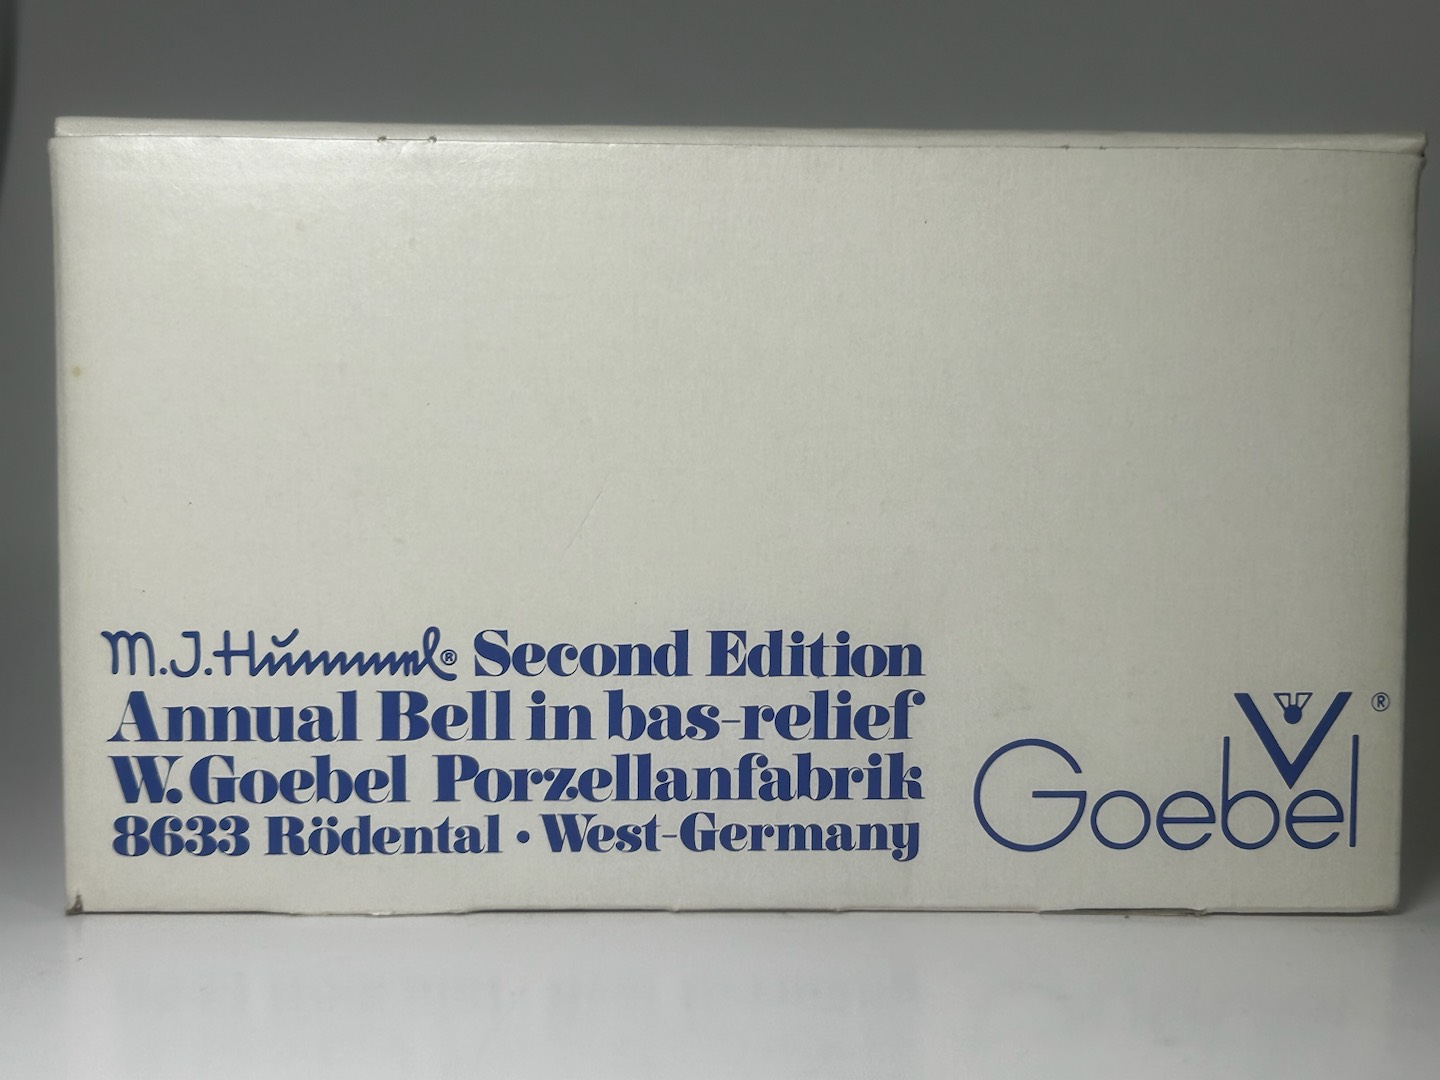 M.J.Hummel® Second Edition
Annual Bell in bas-relief
W. Goebel Porzellanfabrik
8633 Rödental • West-Germany
Goebel ®